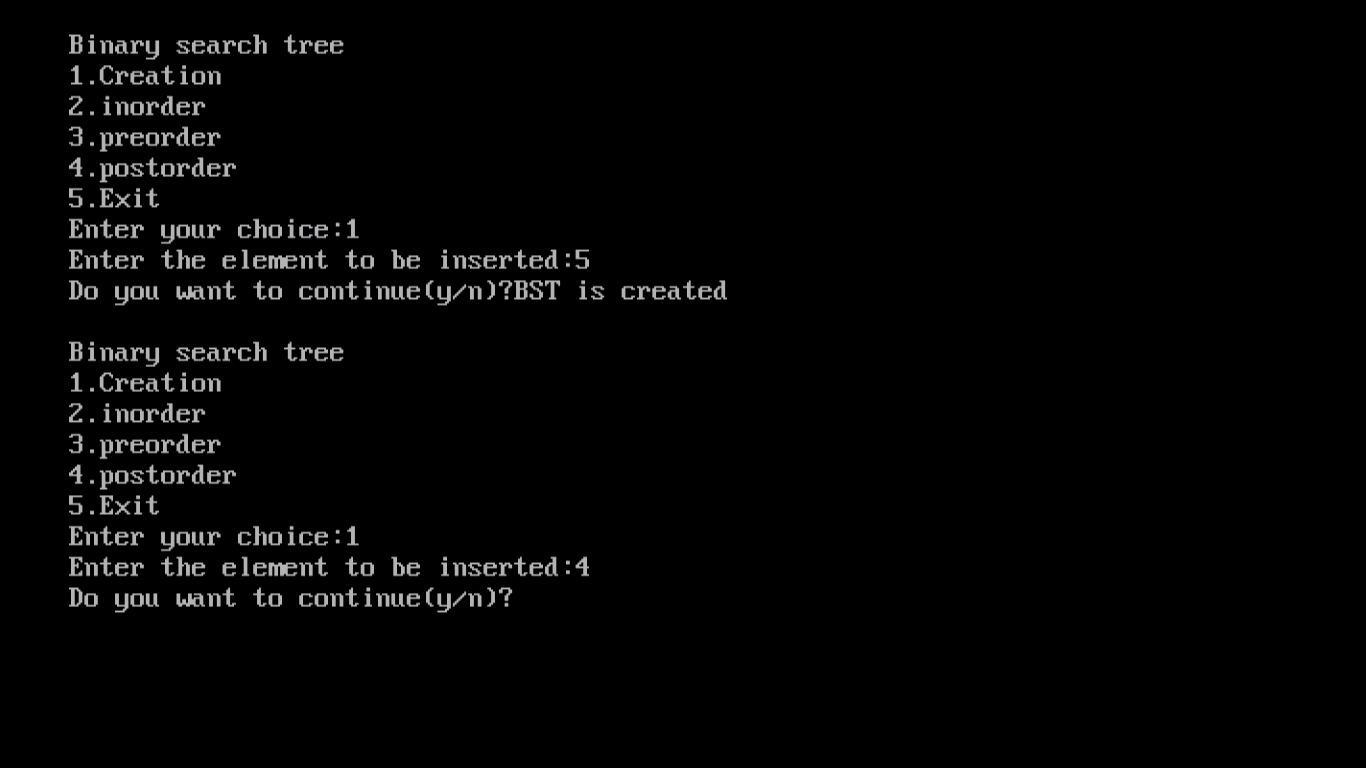 Binary search tree
1.Creation
2.inorder
3.preorder
4.postorder
5.Exit
Enter your choice:1
Enter the element to be inserted:5
Do you want to continue(y/n)?BST is created
Binary search tree
1.Creation
2.inorder
3.preorder
4.postorder
5.Exit
Enter your choice:1
Enter the element to be inserted:4
Do you want to continue(y/n)?